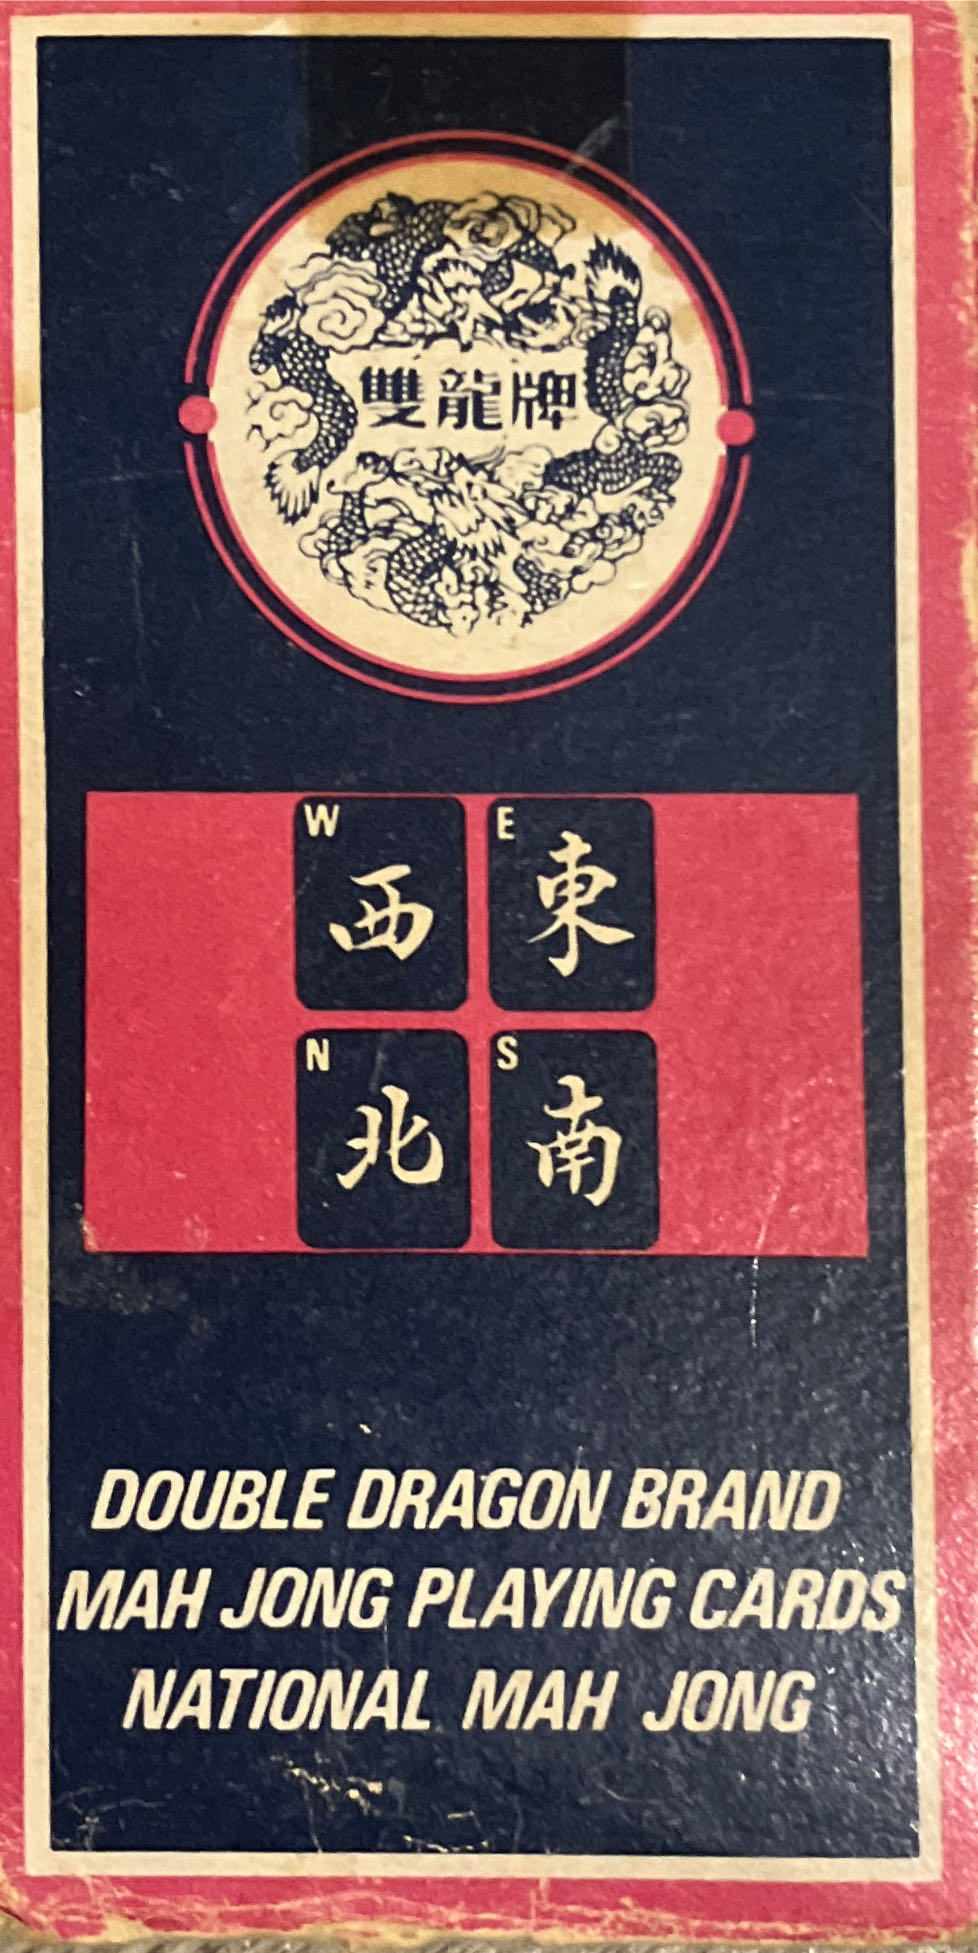 雙龍牌
W E
西 東
N S
北 南
DOUBLE DRAGON BRAND
MAH JONG PLAYING CARDS
NATIONAL MAH JONG